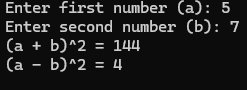 Enter first number (a): 5
Enter second number (b): 7
(a + b)^2 = 144
(a - b)^2 = 4